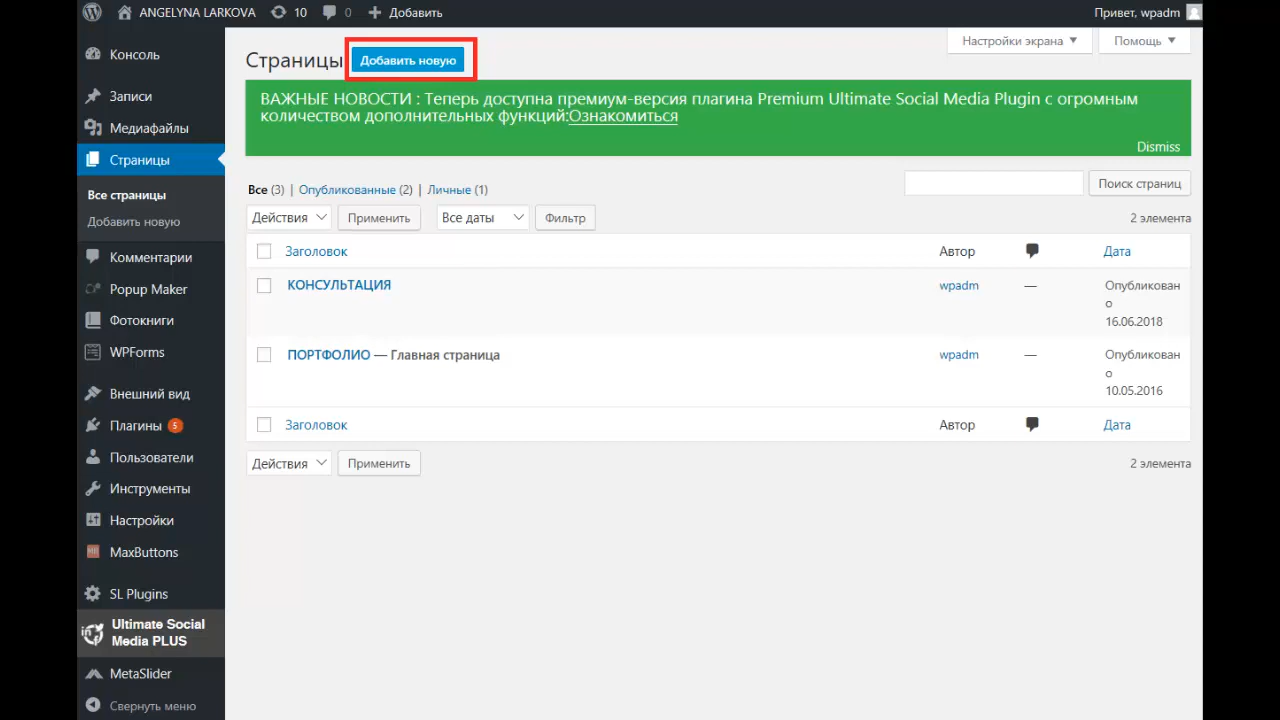 ANGELYNA LARKOVA 10 0 Добавить Привет, wpadm
Настройки экрана Помощь
Консоль
Записи
Медиафайлы
Страницы
Все страницы
Добавить новую
Комментарии
Popup Maker
Фотокниги
WPForms
Внешний вид
Плагины 5
Пользователи
Инструменты
Настройки
MaxButtons
SL Plugins
Ultimate Social
Media PLUS
MetaSlider
Свернуть меню
Страницы Добавить новую
ВАЖНЫЕ НОВОСТИ : Теперь доступна премиум-версия плагина Premium Ultimate Social Media Plugin с огромным
количеством дополнительных функций:Ознакомиться
Dismiss
Все (3) | Опубликованные (2) | Личные (1)
Поиск страниц
Действия Применить Все даты Фильтр 2 элемента
Заголовок Автор Дата
КОНСУЛЬТАЦИЯ wpadm — Опубликован
о
16.06.2018
ПОРТФОЛИО — Главная страница wpadm — Опубликован
о
10.05.2016
Заголовок Автор Дата
Действия Применить 2 элемента